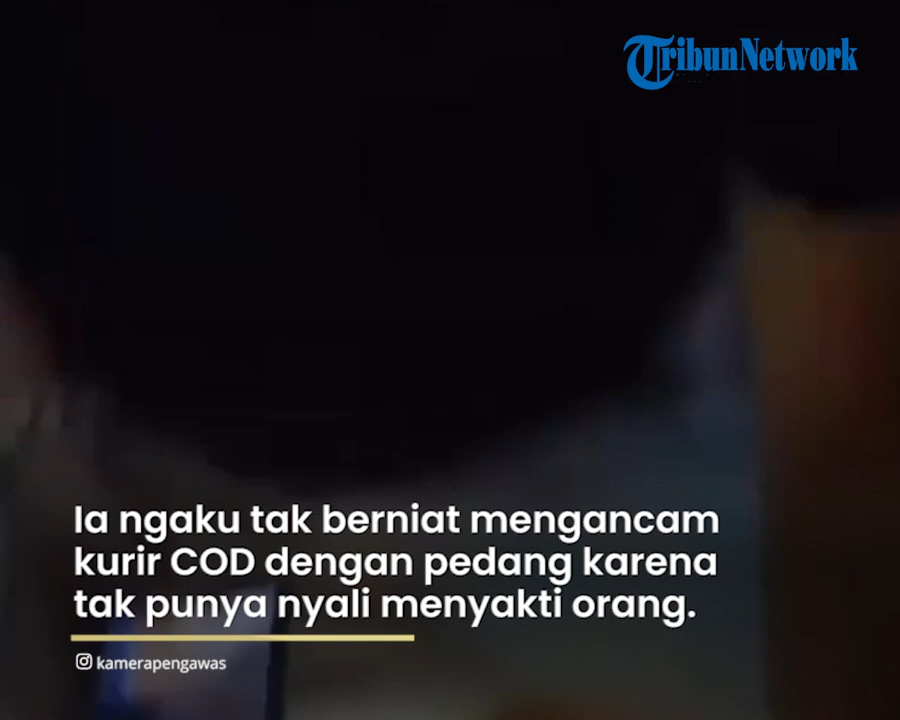 TribunNetwork
Ia ngaku tak berniat mengancam
kurir COD dengan pedang karena
tak punya nyali menyakti orang.
kamerapengawas